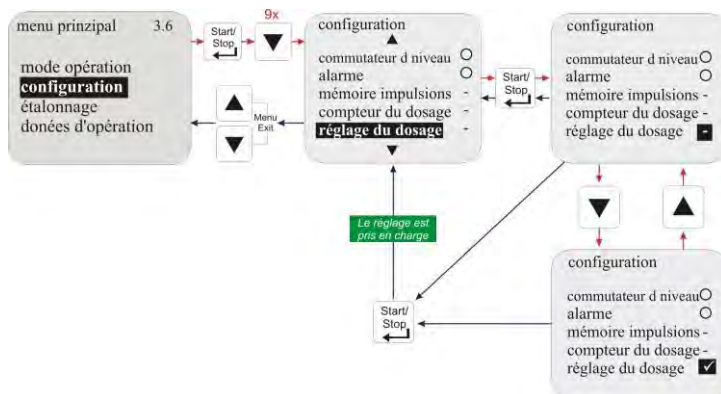 menu prinzipal 3.6
mode opération
configuration
étalonnage
donées d'opération
Start/
Stop
9x
Menu
Exit
configuration
commutateur d niveau
alarme
mémoire impulsions -
compteur du dosage -
réglage du dosage -
Start/
Stop
configuration
commutateur d niveau
alarme
mémoire impulsions -
compteur du dosage -
réglage du dosage -
Le réglage est
pris en charge
Start/
Stop
configuration
commutateur d niveau
alarme
mémoire impulsions -
compteur du dosage -
réglage du dosage ✓